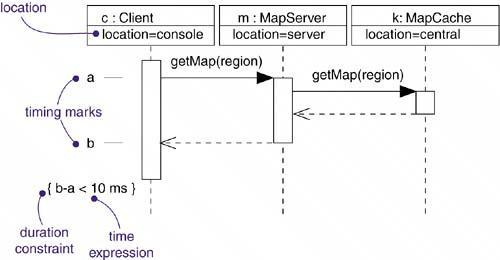 location
c : Client
m : MapServer
k: MapCache
location=console
location=server
location=central
getMap(region)
getMap(region)
a
timing marks
b
{ b-a < 10 ms }
duration
constraint
time
expression